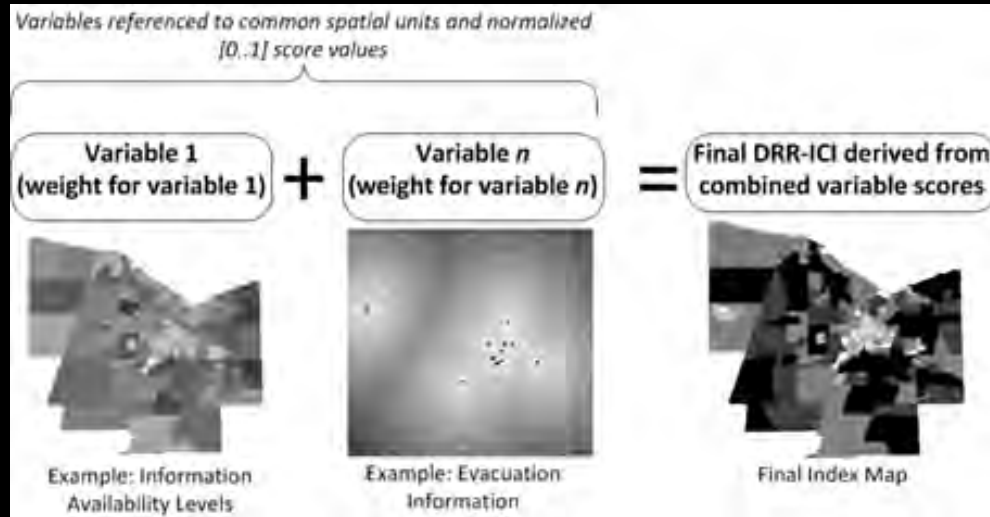 Variables referenced to common spatial units and normalized
[0..1] score values
Variable 1
(weight for variable 1)
+
Variable n
(weight for variable n)
=
Final DRR-ICI derived from
combined variable scores
Example: Information
Availability Levels
Example: Evacuation
Information
Final Index Map